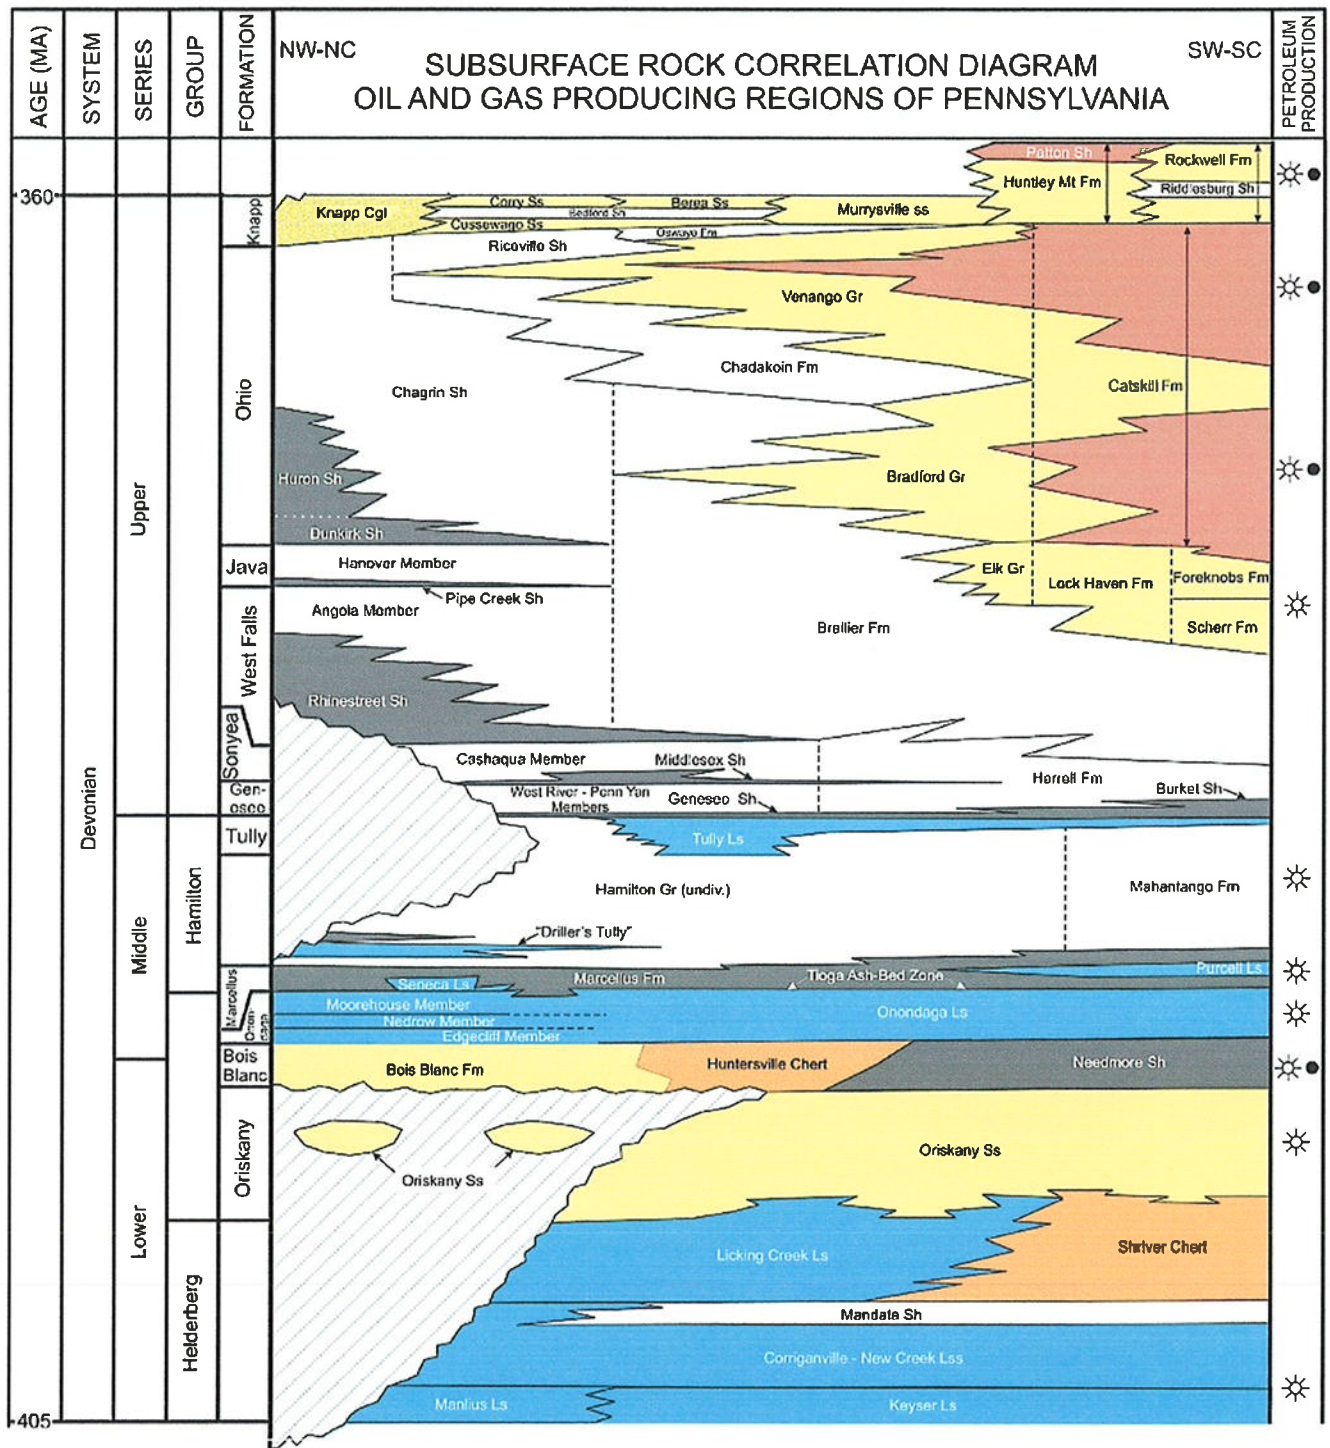 AGE (MA)
SYSTEM
SERIES
GROUP
FORMATION
NW-NC
SW-SC
SUBSURFACE ROCK CORRELATION DIAGRAM
OIL AND GAS PRODUCING REGIONS OF PENNSYLVANIA
PETROLEUM
PRODUCTION
360
405
Devonian
Upper
Middle
Lower
Hamilton
Helderberg
Knapp
Ohio
Java
West Falls
Sonyea
Gen-
esee
Tully
Marcellus
Onon
daga
Bois
Blanc
Oriskany
Patton Sh
Rockwell Fm
Huntley Mt Fm
Riddlesburg Sh
Knapp Cgl
Corry Ss
Berea Ss
Bedford Sh
Murrysville ss
Cussewago Ss
Oswayo Fm
Riceville Sh
Venango Gr
Chadakoin Fm
Catskill Fm
Chagrin Sh
Huron Sh
Bradford Gr
Dunkirk Sh
Hanover Member
Elk Gr
Lock Haven Fm
Foreknobs Fm
Pipe Creek Sh
Angola Member
Brallier Fm
Scherr Fm
Rhinestreet Sh
Cashaqua Member
Middlesex Sh
Harrell Fm
West River - Penn Yan
Members
Geneseo Sh
Burket Sh
Tully Ls
Hamilton Gr (undiv.)
Mahantango Fm
"Driller's Tully"
Marcellus Fm
Tioga Ash-Bed Zone
Purcell Ls
Seneca Ls
Moorehouse Member
Nedrow Member
Edgecliff Member
Onondaga Ls
Bois Blanc Fm
Huntersville Chert
Needmore Sh
Oriskany Ss
Oriskany Ss
Licking Creek Ls
Shriver Chert
Mandata Sh
Corriganville - New Creek Lss
Manlius Ls
Keyser Ls